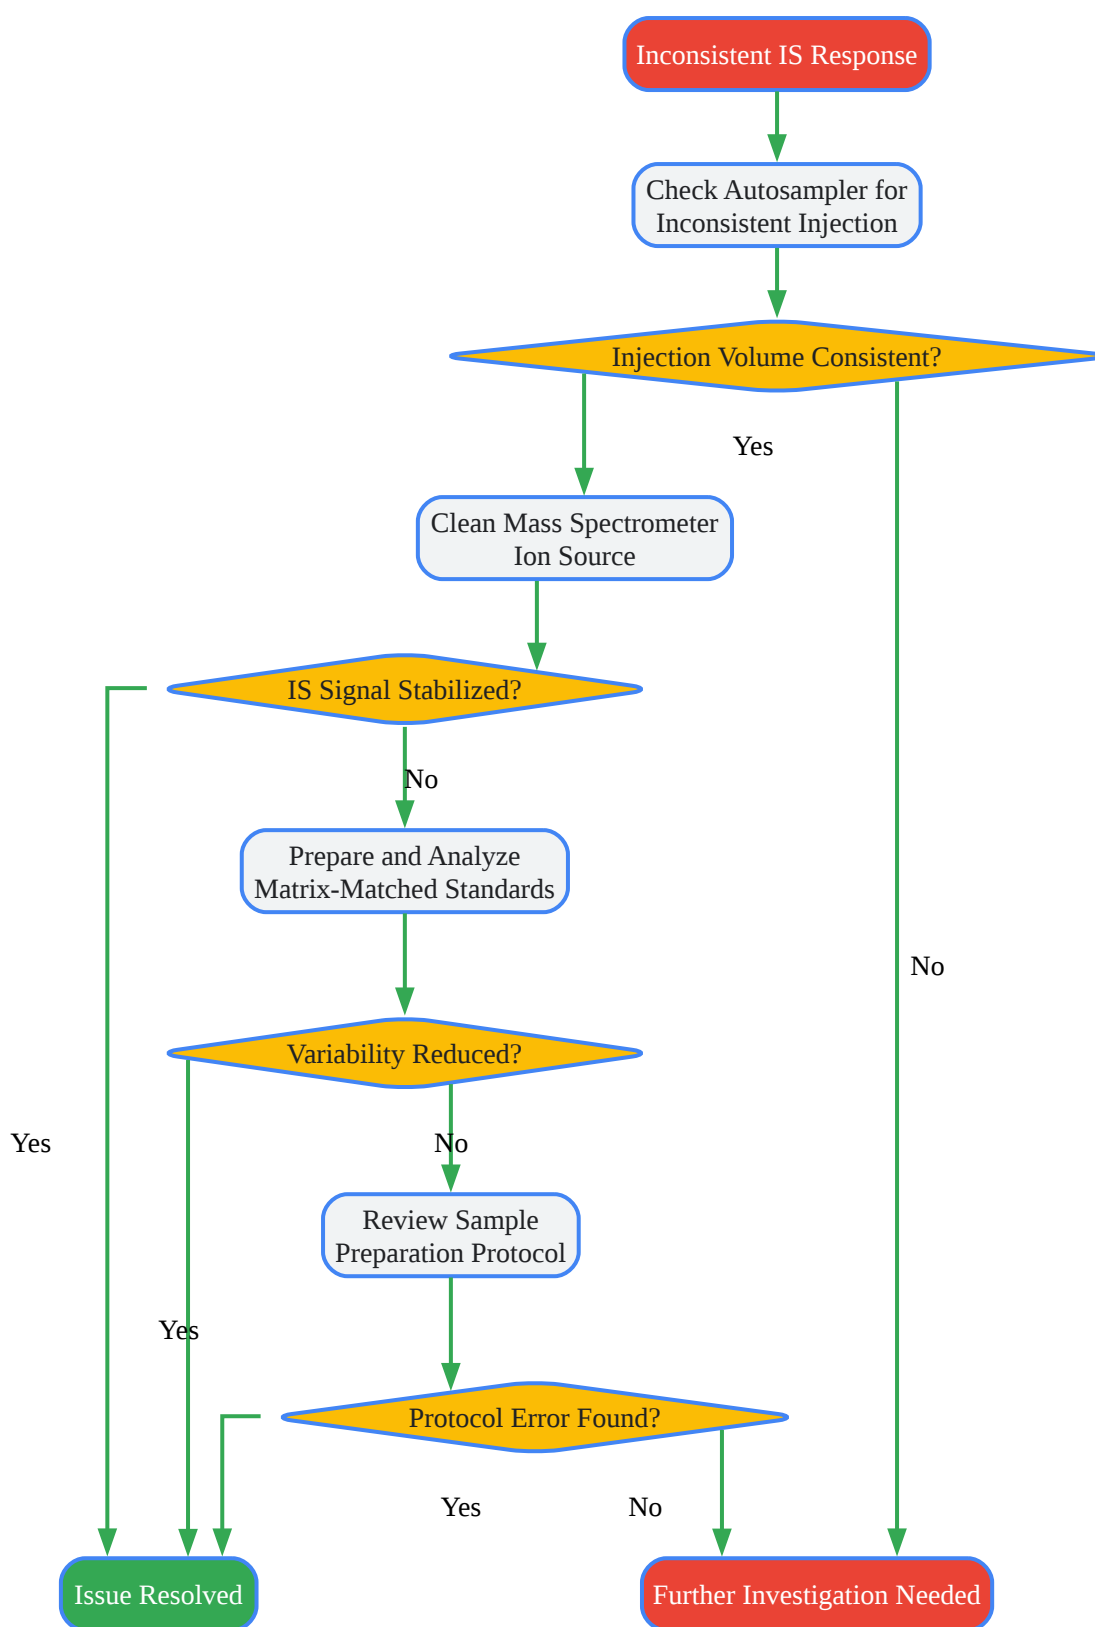 Inconsistent IS Response
Check Autosampler for
Inconsistent Injection
Injection Volume Consistent?
Yes
Clean Mass Spectrometer
Ion Source
IS Signal Stabilized?
No
Prepare and Analyze
Matrix-Matched Standards
No
Variability Reduced?
Yes
No
Review Sample
Preparation Protocol
Yes
Protocol Error Found?
Yes
No
Issue Resolved
Further Investigation Needed